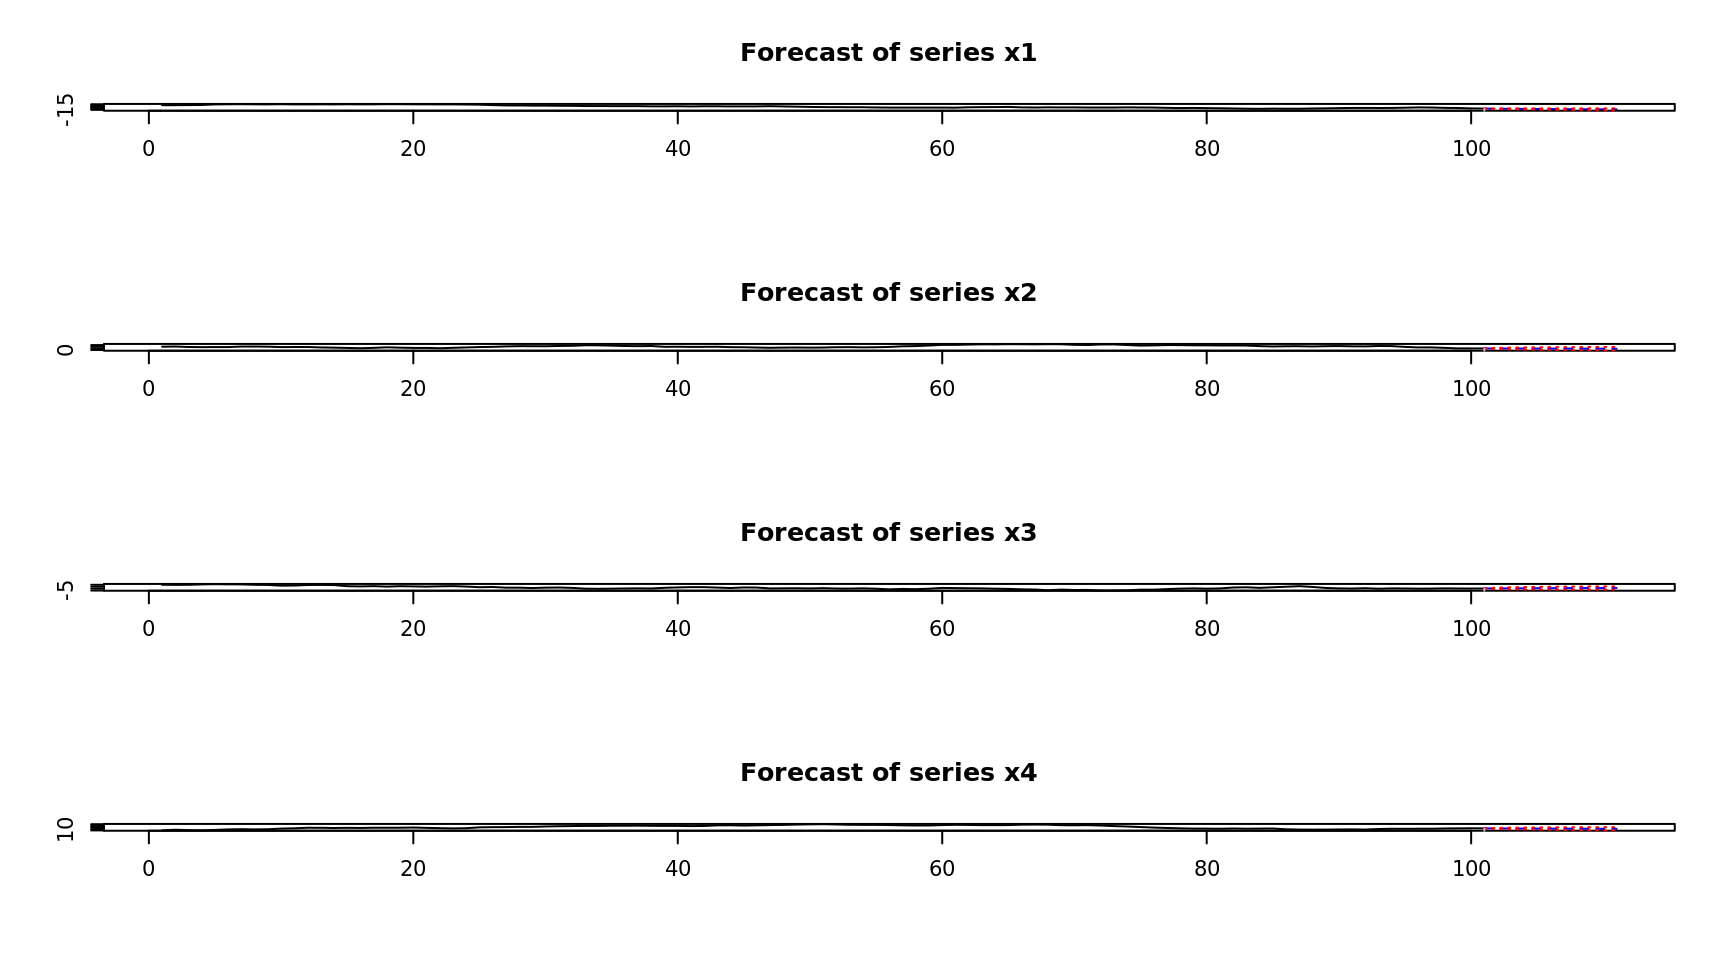 Forecast of series x1
-15
0 20 40 60 80 100
Forecast of series x2
0
0 20 40 60 80 100
Forecast of series x3
-5
0 20 40 60 80 100
Forecast of series x4
10
0 20 40 60 80 100